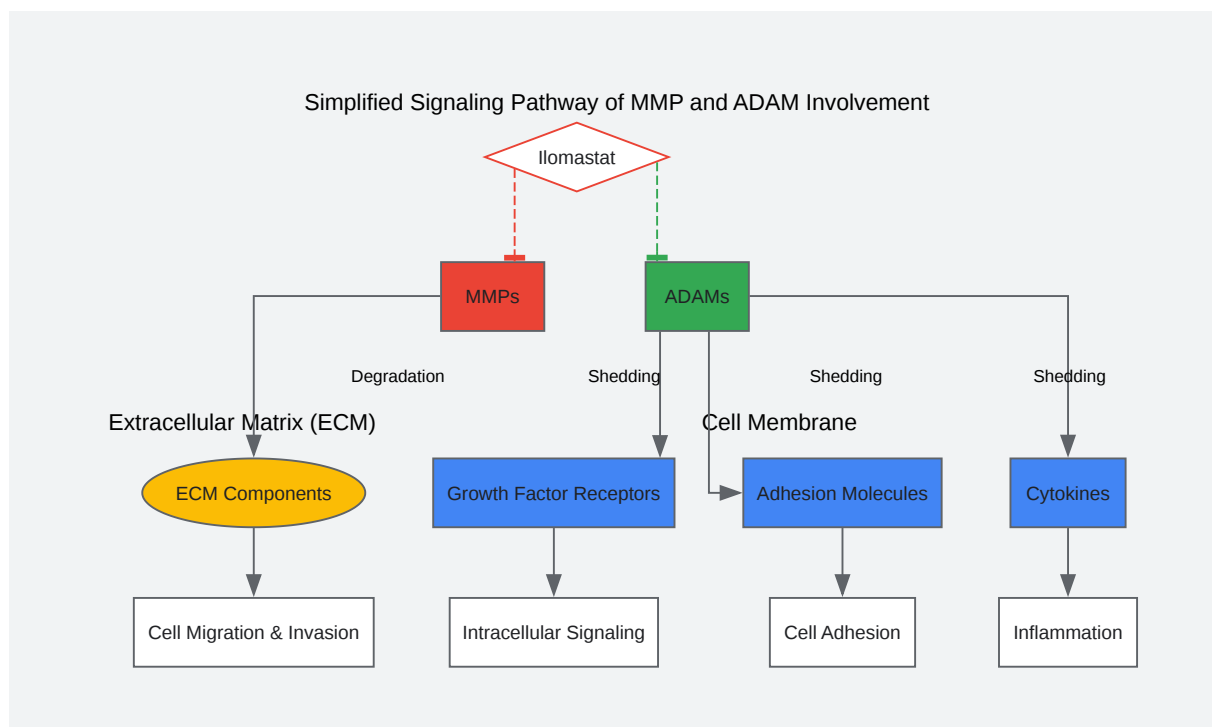 Simplified Signaling Pathway of MMP and ADAM Involvement
Ilomastat
MMPs
ADAMs
Degradation
Shedding
Shedding
Shedding
Extracellular Matrix (ECM)
Cell Membrane
ECM Components
Growth Factor Receptors
Adhesion Molecules
Cytokines
Cell Migration & Invasion
Intracellular Signaling
Cell Adhesion
Inflammation